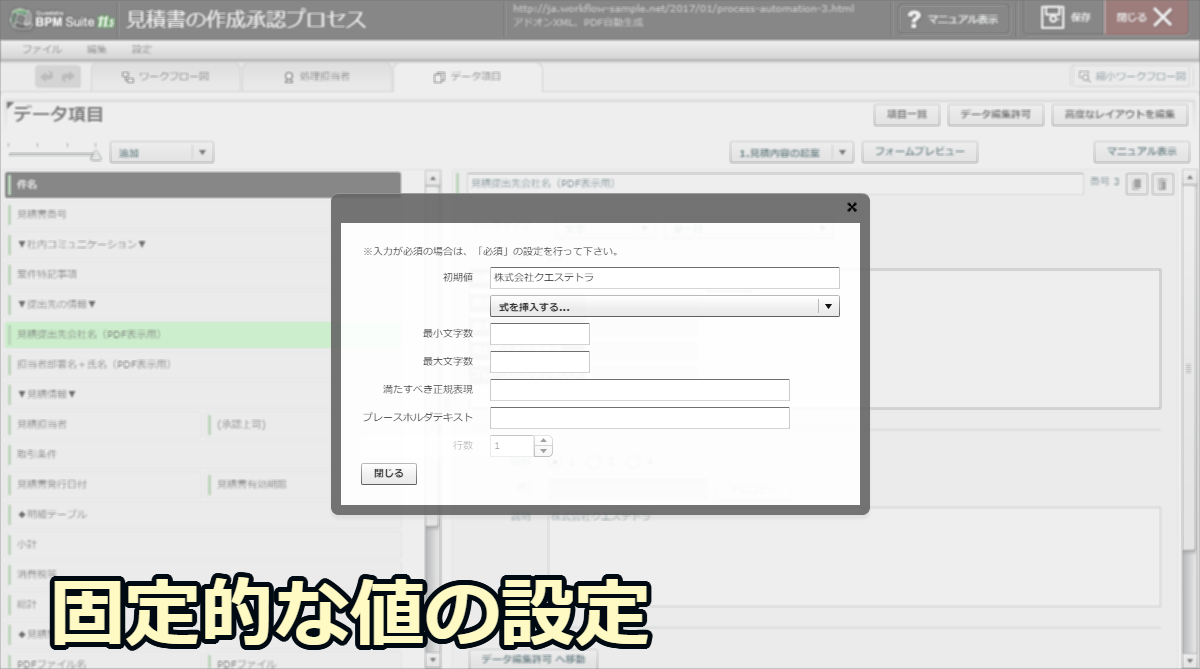 Questetra
BPM Suite 11.3
見積書の作成承認プロセス
http://ja.workflow-sample.net/2017/01/process-automation-3.html
アドオンXML、PDF自動生成
? マニュアル表示
保存
閉じる
ファイル 編集 設定
ワークフロー図
処理担当者
データ項目
縮小ワークフロー図
データ項目
項目一覧
データ編集許可
高度なレイアウトを編集
追加
1.見積内容の起案
フォームプレビュー
マニュアル表示
件名
見積提出先会社名（PDF表示用）
番号 3
見積書番号
▼社内コミュニケーション▼
案件特記事項
▼提出先の情報▼
見積提出先会社名（PDF表示用）
担当者部署名＋氏名（PDF表示用）
▼見積情報▼
見積担当者
(承認上司)
取引条件
見積書発行日付
見積書有効期限
◆明細テーブル
小計
消費税等
総計
PDFファイル名
PDFファイル
※入力が必須の場合は、「必須」の設定を行って下さい。
初期値 株式会社クエステトラ
式を挿入する...
最小文字数
最大文字数
満たすべき正規表現
プレースホルダテキスト
行数 1
閉じる
説明 株式会社クエステトラ
データ編集許可 へ移動
固定的な値の設定